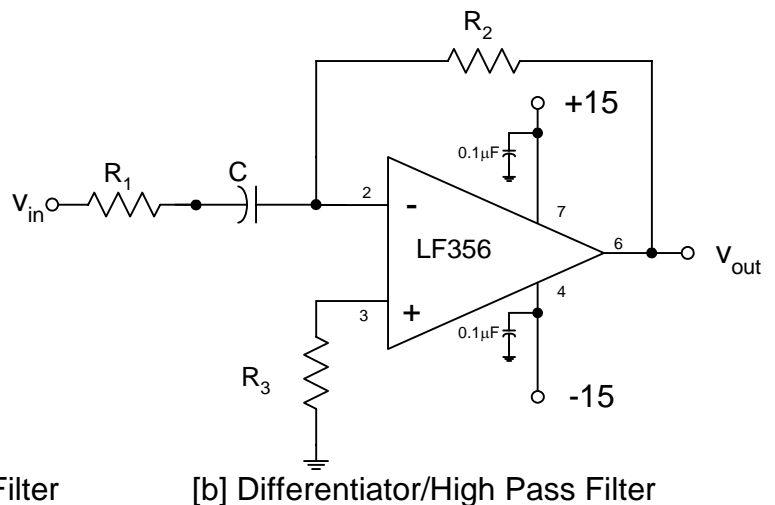 R2
+15
0.1µF
R1
C
vin
2
-
7
LF356
6
vout
3
+
4
0.1µF
R3
-15
Filter
[b] Differentiator/High Pass Filter